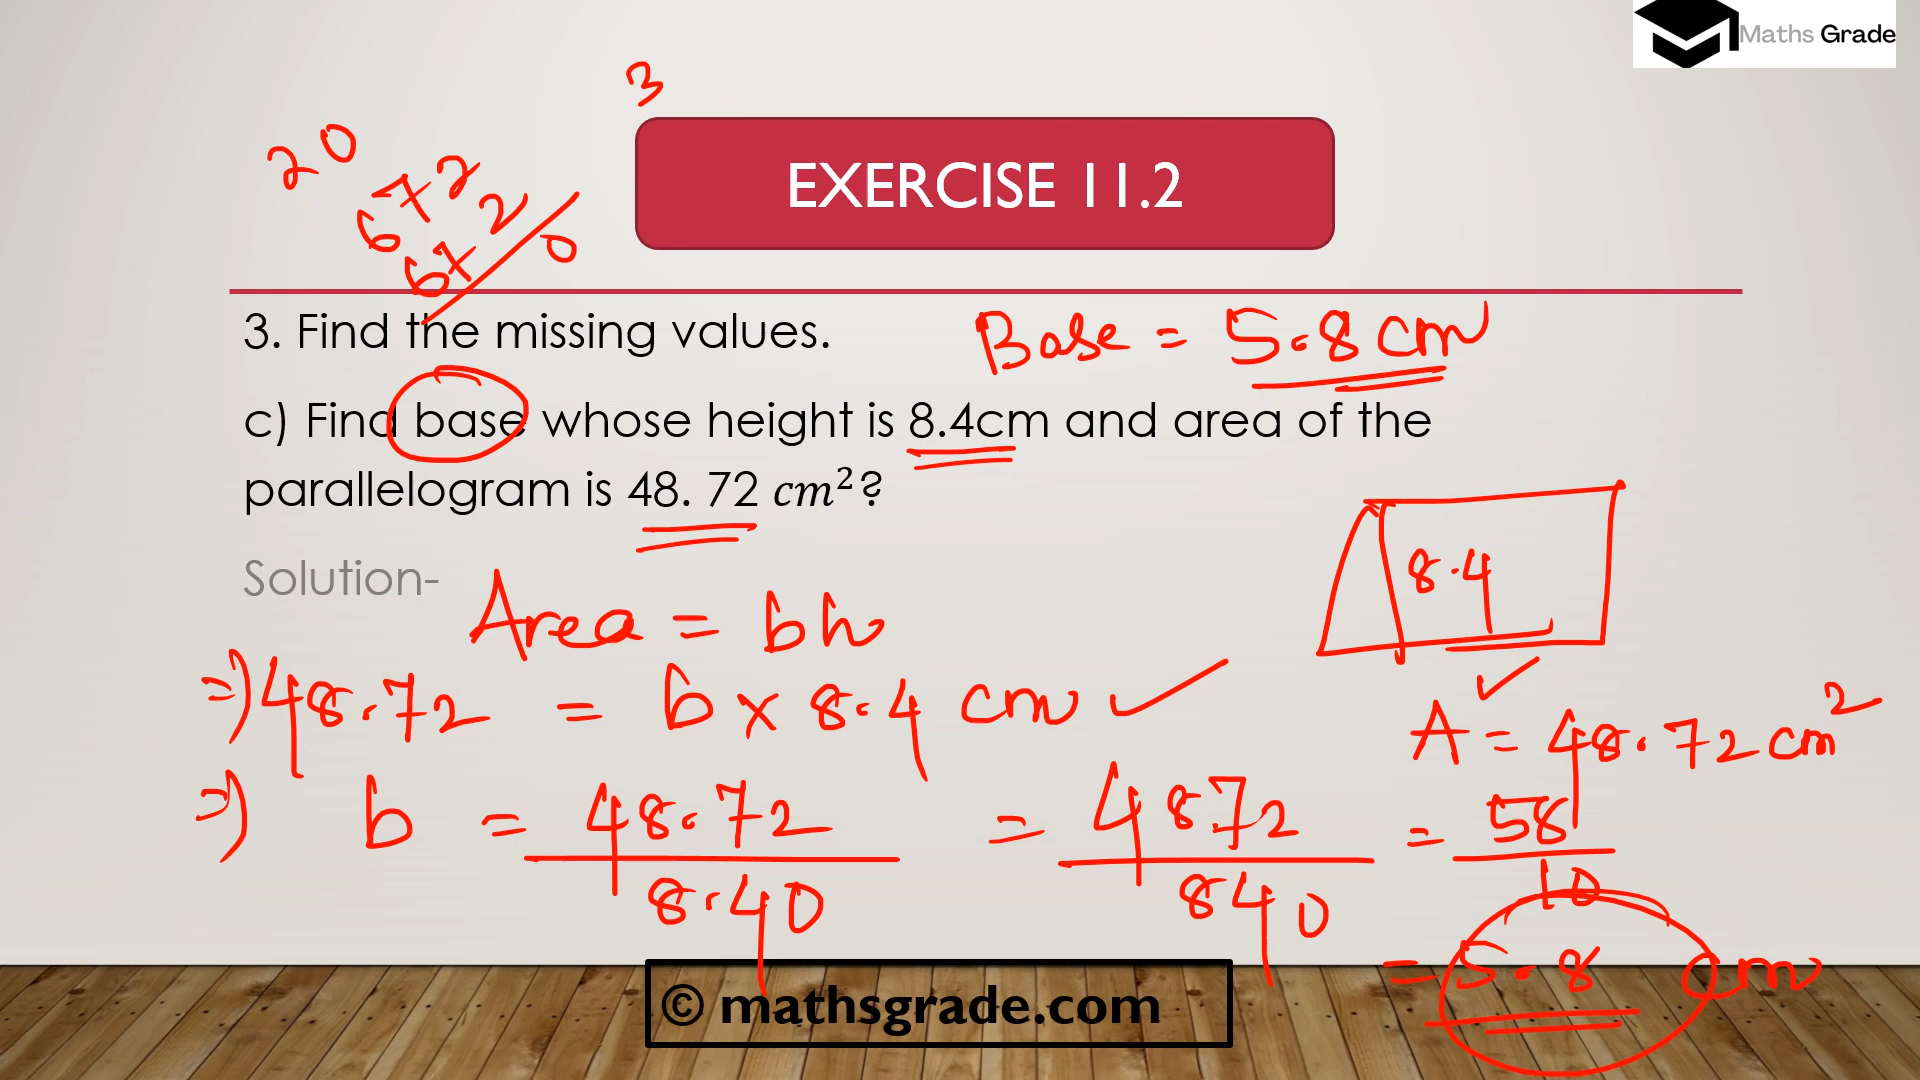 Maths Grade
3
20
672
672
0
EXERCISE 11.2
3. Find the missing values.
Base = 5.8 cm
c) Find base whose height is 8.4cm and area of the
parallelogram is 48. 72 cm²?
8.4
Solution-
Area = bh
=> 48.72 = b × 8.4 cm
A = 48.72 cm²
=> b = 48.72 / 8.40 = 4872 / 840 = 58 / 10
= 5.8 cm
© mathsgrade.com